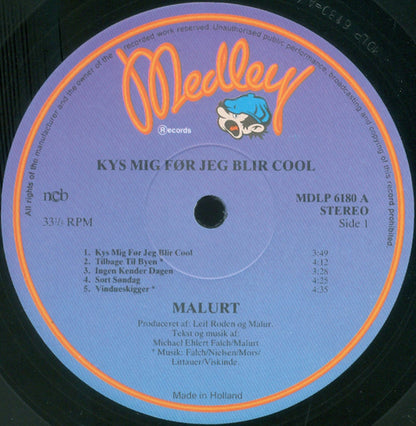 All rights of the manufacturer and the owner of the recorded work reserved. Unauthorised public performance, broadcasting and copying of this record prohibited.
Medley
Records
KYS MIG FØR JEG BLIR COOL
ncb
33⅓ RPM
MDLP 6180 A
STEREO
Side 1
1. Kys Mig Før Jeg Blir Cool 3:49
2. Tilbage Til Byen * 4:12
3. Ingen Kender Dagen 3:28
4. Sort Søndag 4:25
5. Vindueskigger * 4:35
MALURT
Produceret af: Leif Roden og Malur.
Tekst og musik af:
Michael Ehlert Falch/Malurt
* Musik: Falch/Nielsen/Mors/
Littauer/Viskinde.
Made in Holland